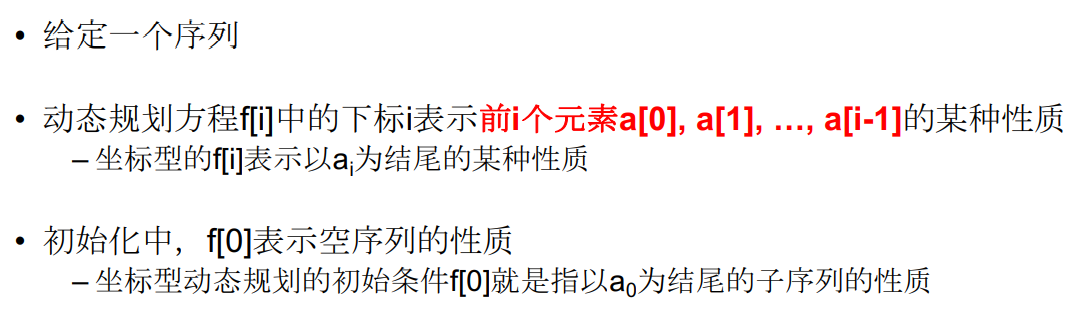 • 给定一个序列
• 动态规划方程f[i]中的下标i表示前i个元素a[0], a[1], …, a[i-1]的某种性质
– 坐标型的f[i]表示以ai为结尾的某种性质
• 初始化中，f[0]表示空序列的性质
– 坐标型动态规划的初始条件f[0]就是指以a0为结尾的子序列的性质